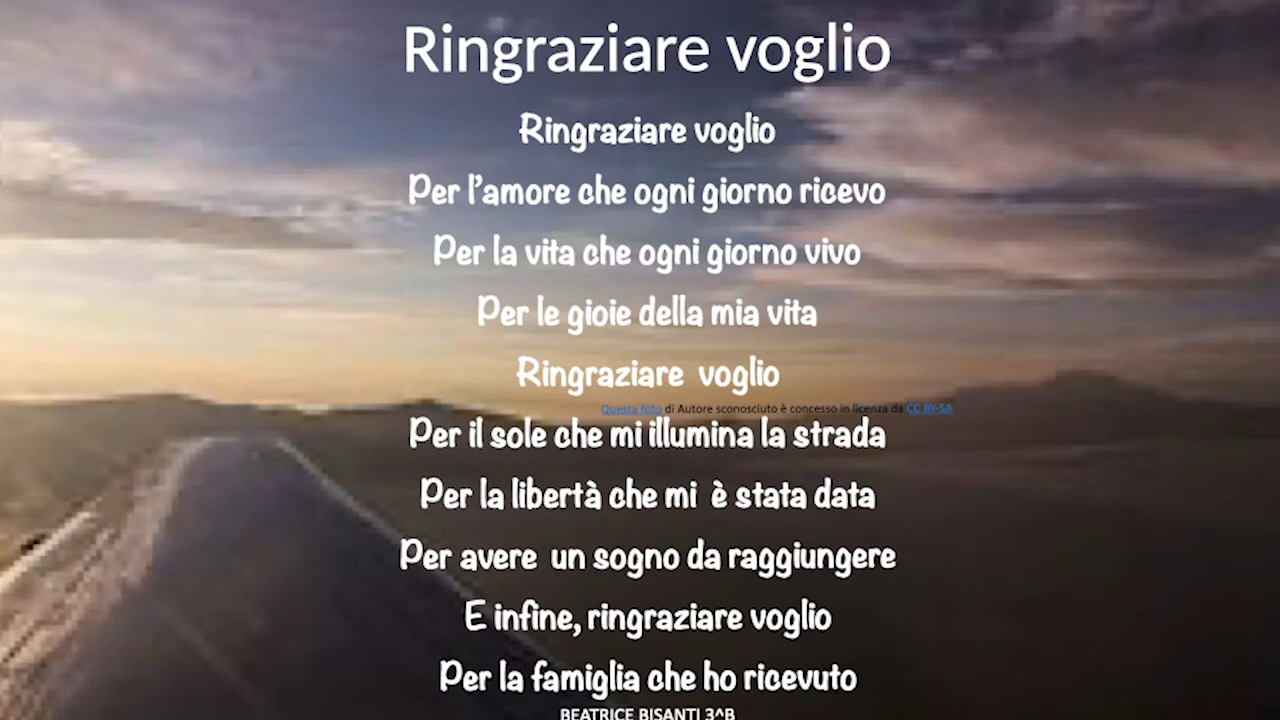 Ringraziare voglio
Ringraziare voglio
Per l'amore che ogni giorno ricevo
Per la vita che ogni giorno vivo
Per le gioie della mia vita
Ringraziare voglio
Questa foto di Autore sconosciuto è concesso in licenza da CC BY-SA
Per il sole che mi illumina la strada
Per la libertà che mi è stata data
Per avere un sogno da raggiungere
E infine, ringraziare voglio
Per la famiglia che ho ricevuto
BEATRICE BISANTI 3^B